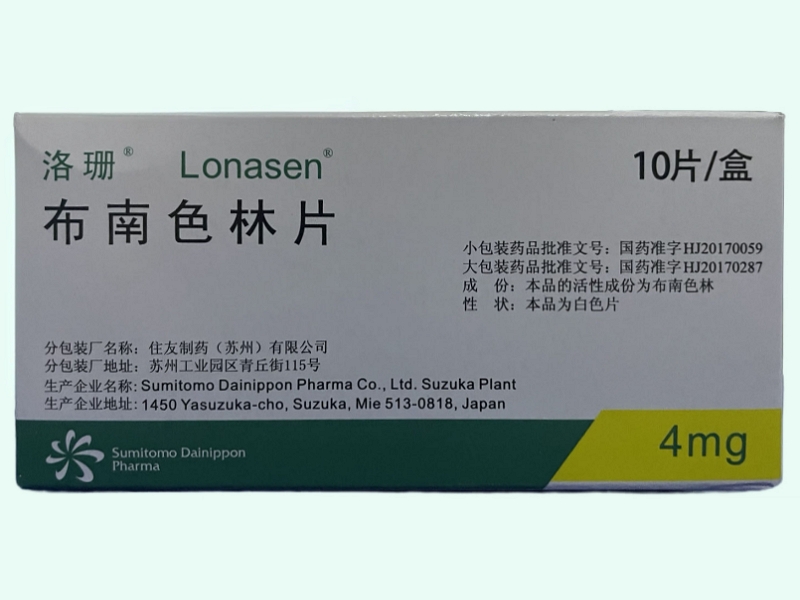 洛珊® Lonasen®
10片/盒
布南色林片
小包装药品批准文号：国药准字HJ20170059
大包装药品批准文号：国药准字HJ20170287
成 份：本品的活性成份为布南色林
性 状：本品为白色片
分包装厂名称：住友制药（苏州）有限公司
分包装厂地址：苏州工业园区青丘街115号
生产企业名称：Sumitomo Dainippon Pharma Co., Ltd. Suzuka Plant
生产企业地址：1450 Yasuzuka-cho, Suzuka, Mie 513-0818, Japan
Sumitomo Dainippon
Pharma
4mg